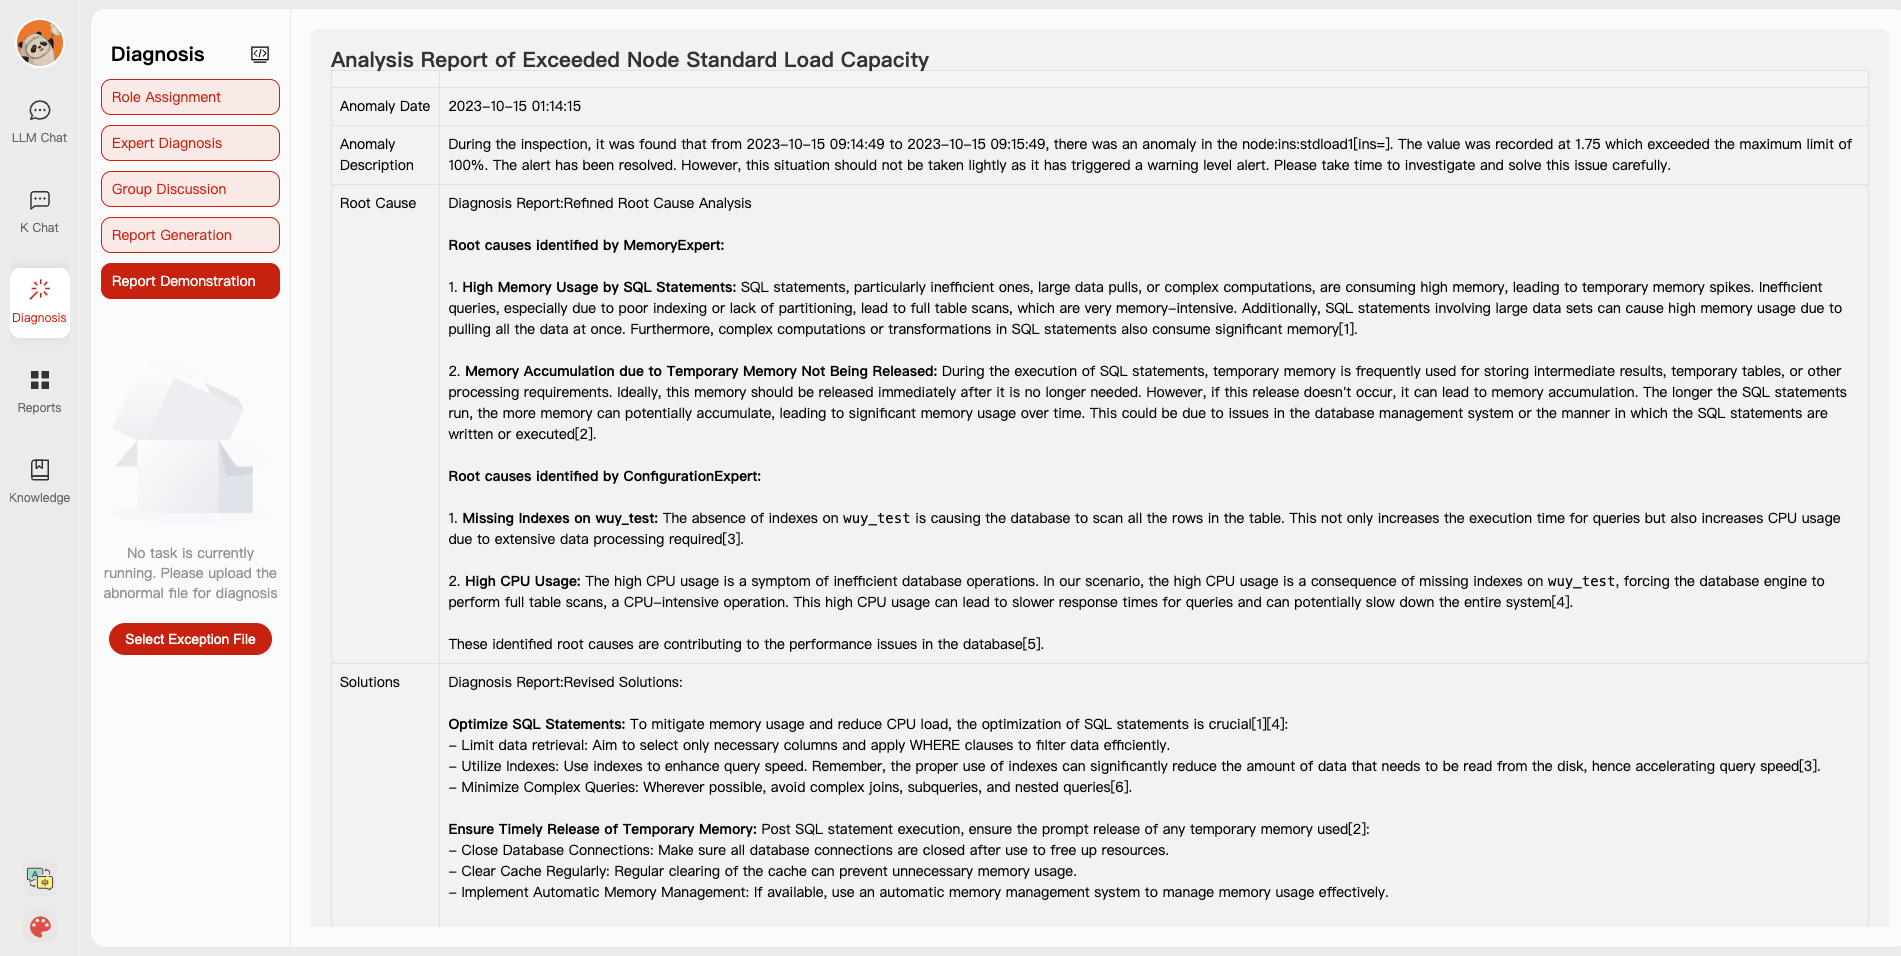 LLM Chat
K Chat
Diagnosis
Reports
Knowledge
Diagnosis
Role Assignment
Expert Diagnosis
Group Discussion
Report Generation
Report Demonstration
No task is currently
running. Please upload the
abnormal file for diagnosis
Select Exception File
Analysis Report of Exceeded Node Standard Load Capacity
Anomaly Date 2023-10-15 01:14:15
Anomaly
Description
During the inspection, it was found that from 2023-10-15 09:14:49 to 2023-10-15 09:15:49, there was an anomaly in the node:ins:stdload1[ins=]. The value was recorded at 1.75 which exceeded the maximum limit of
100%. The alert has been resolved. However, this situation should not be taken lightly as it has triggered a warning level alert. Please take time to investigate and solve this issue carefully.
Root Cause
Diagnosis Report:Refined Root Cause Analysis
Root causes identified by MemoryExpert:
1. High Memory Usage by SQL Statements: SQL statements, particularly inefficient ones, large data pulls, or complex computations, are consuming high memory, leading to temporary memory spikes. Inefficient
queries, especially due to poor indexing or lack of partitioning, lead to full table scans, which are very memory-intensive. Additionally, SQL statements involving large data sets can cause high memory usage due to
pulling all the data at once. Furthermore, complex computations or transformations in SQL statements also consume significant memory[1].
2. Memory Accumulation due to Temporary Memory Not Being Released: During the execution of SQL statements, temporary memory is frequently used for storing intermediate results, temporary tables, or other
processing requirements. Ideally, this memory should be released immediately after it is no longer needed. However, if this release doesn't occur, it can lead to memory accumulation. The longer the SQL statements
run, the more memory can potentially accumulate, leading to significant memory usage over time. This could be due to issues in the database management system or the manner in which the SQL statements are
written or executed[2].
Root causes identified by ConfigurationExpert:
1. Missing Indexes on wuy_test: The absence of indexes on wuy_test is causing the database to scan all the rows in the table. This not only increases the execution time for queries but also increases CPU usage
due to extensive data processing required[3].
2. High CPU Usage: The high CPU usage is a symptom of inefficient database operations. In our scenario, the high CPU usage is a consequence of missing indexes on wuy_test, forcing the database engine to
perform full table scans, a CPU-intensive operation. This high CPU usage can lead to slower response times for queries and can potentially slow down the entire system[4].
These identified root causes are contributing to the performance issues in the database[5].
Solutions
Diagnosis Report:Revised Solutions:
Optimize SQL Statements: To mitigate memory usage and reduce CPU load, the optimization of SQL statements is crucial[1][4]:
- Limit data retrieval: Aim to select only necessary columns and apply WHERE clauses to filter data efficiently.
- Utilize Indexes: Use indexes to enhance query speed. Remember, the proper use of indexes can significantly reduce the amount of data that needs to be read from the disk, hence accelerating query speed[3].
- Minimize Complex Queries: Wherever possible, avoid complex joins, subqueries, and nested queries[6].
Ensure Timely Release of Temporary Memory: Post SQL statement execution, ensure the prompt release of any temporary memory used[2]:
- Close Database Connections: Make sure all database connections are closed after use to free up resources.
- Clear Cache Regularly: Regular clearing of the cache can prevent unnecessary memory usage.
- Implement Automatic Memory Management: If available, use an automatic memory management system to manage memory usage effectively.